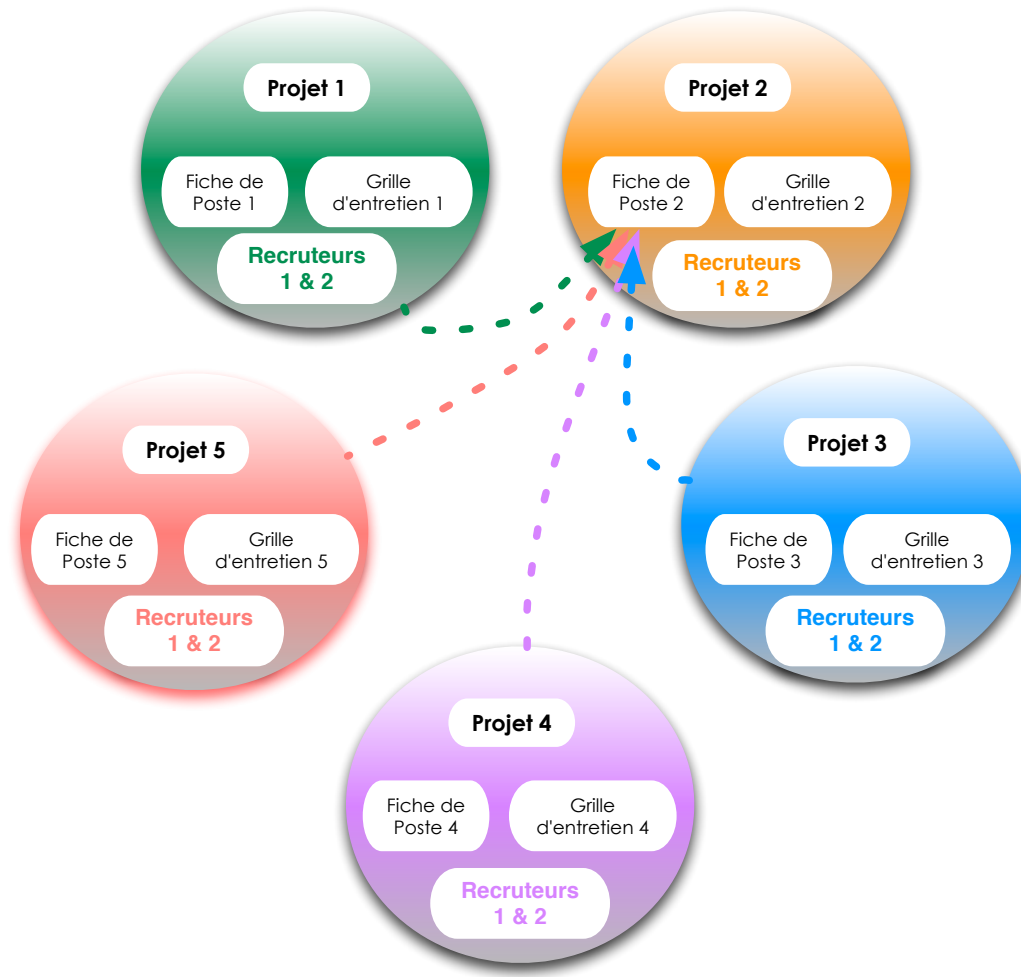 Projet 1
Fiche de
Poste 1
Grille
d'entretien 1
Recruteurs
1 & 2
Projet 2
Fiche de
Poste 2
Grille
d'entretien 2
Recruteurs
1 & 2
Projet 5
Fiche de
Poste 5
Grille
d'entretien 5
Recruteurs
1 & 2
Projet 3
Fiche de
Poste 3
Grille
d'entretien 3
Recruteurs
1 & 2
Projet 4
Fiche de
Poste 4
Grille
d'entretien 4
Recruteurs
1 & 2